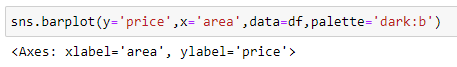 sns.barplot(y='price',x='area',data=df,palette='dark:b')
<Axes: xlabel='area', ylabel='price'>